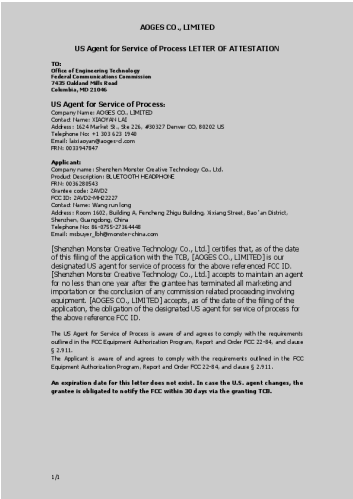 AOGES CO., LIMITED
US Agent for Service of Process LETTER OF ATTESTATION
TO:
Office of Engineering Technology
Federal Communications Commission
7435 Oakland Mills Road
Columbia, MD 21046
US Agent for Service of Process:
Company Name: AOGES CO., LIMITED
Contact Name: XIAOYAN LAI
Address: 1624 Market St., Ste 226, #30327 Denver CO, 80202 US
Telephone No: +1 303 623 1948
Email: laixiaoyan@aoges-rd.com
FRN: 0033947847
Applicant:
Company name: Shenzhen Monster Creative Technology Co., Ltd.
Product Description: BLUETOOTH HEADPHONE
FRN: 0036280543
Grantee code: 2AVD2
FCC ID: 2AVD2-MH22227
Contact Name: Wang runlong
Address: Room 1602, Building A, Fencheng Zhigu Building, Xixiang Street, Bao'an District,
Shenzhen, Guangdong, China
Telephone No: 86-0755-27364448
Email: msbuyer_lbh@monster-china.com
[Shenzhen Monster Creative Technology Co., Ltd.] certifies that, as of the date
of this filing of the application with the TCB, [AOGES CO., LIMITED] is our
designated US agent for service of process for the above referenced FCC ID.
[Shenzhen Monster Creative Technology Co., Ltd.] accepts to maintain an agent
for no less than one year after the grantee has terminated all marketing and
importation or the conclusion of any commission related proceeding involving
equipment. [AOGES CO., LIMITED] accepts, as of the date of the filing of the
application, the obligation of the designated US agent for service of process for
the above reference FCC ID.
The US Agent for Service of Process is aware of and agrees to comply with the requirements
outlined in the FCC Equipment Authorization Program, Report and Order FCC 22-84, and clause
§ 2.911.
The Applicant is aware of and agrees to comply with the requirements outlined in the FCC
Equipment Authorization Program, Report and Order FCC 22-84, and clause § 2.911.
An expiration date for this letter does not exist. In case the U.S. agent changes, the
grantee is obligated to notify the FCC within 30 days via the granting TCB.
1/1